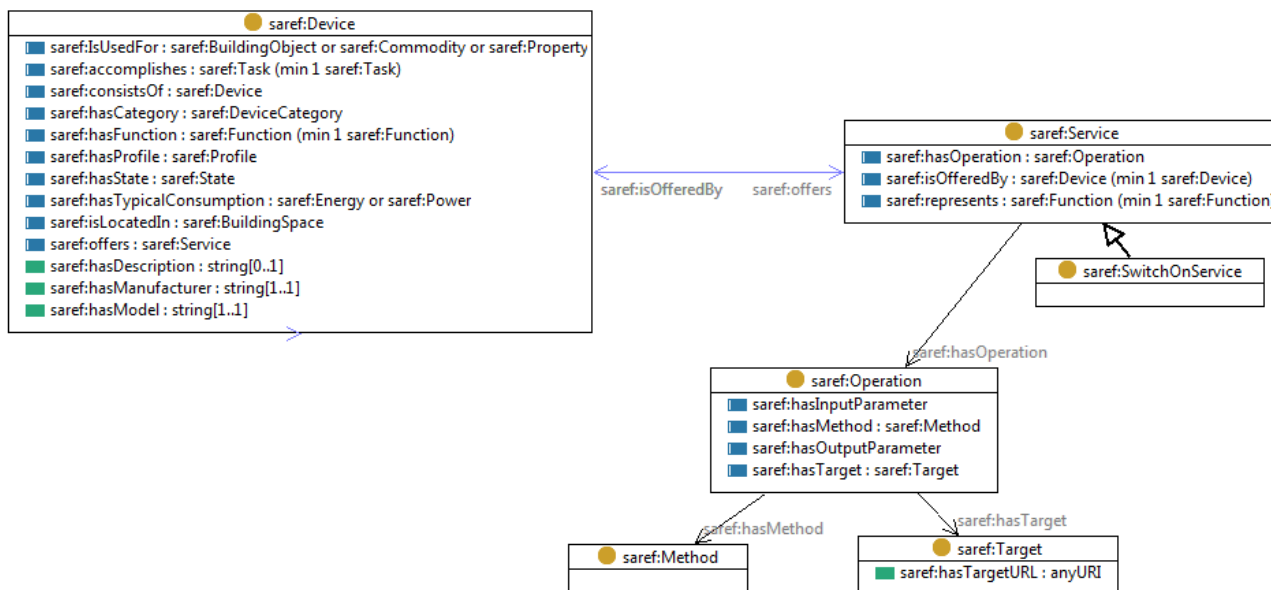 saref:Device
saref:IsUsedFor : saref:BuildingObject or saref:Commodity or saref:Property
saref:accomplishes : saref:Task (min 1 saref:Task)
saref:consistsOf : saref:Device
saref:hasCategory : saref:DeviceCategory
saref:hasFunction : saref:Function (min 1 saref:Function)
saref:hasProfile : saref:Profile
saref:hasState : saref:State
saref:hasTypicalConsumption : saref:Energy or saref:Power
saref:isLocatedIn : saref:BuildingSpace
saref:offers : saref:Service
saref:hasDescription : string[0..1]
saref:hasManufacturer : string[1..1]
saref:hasModel : string[1..1]
saref:isOfferedBy
saref:offers
saref:Service
saref:hasOperation : saref:Operation
saref:isOfferedBy : saref:Device (min 1 saref:Device)
saref:represents : saref:Function (min 1 saref:Function)
saref:SwitchOnService
saref:hasOperation
saref:Operation
saref:hasInputParameter
saref:hasMethod : saref:Method
saref:hasOutputParameter
saref:hasTarget : saref:Target
saref:hasMethod
saref:hasTarget
saref:Method
saref:Target
saref:hasTargetURL : anyURI